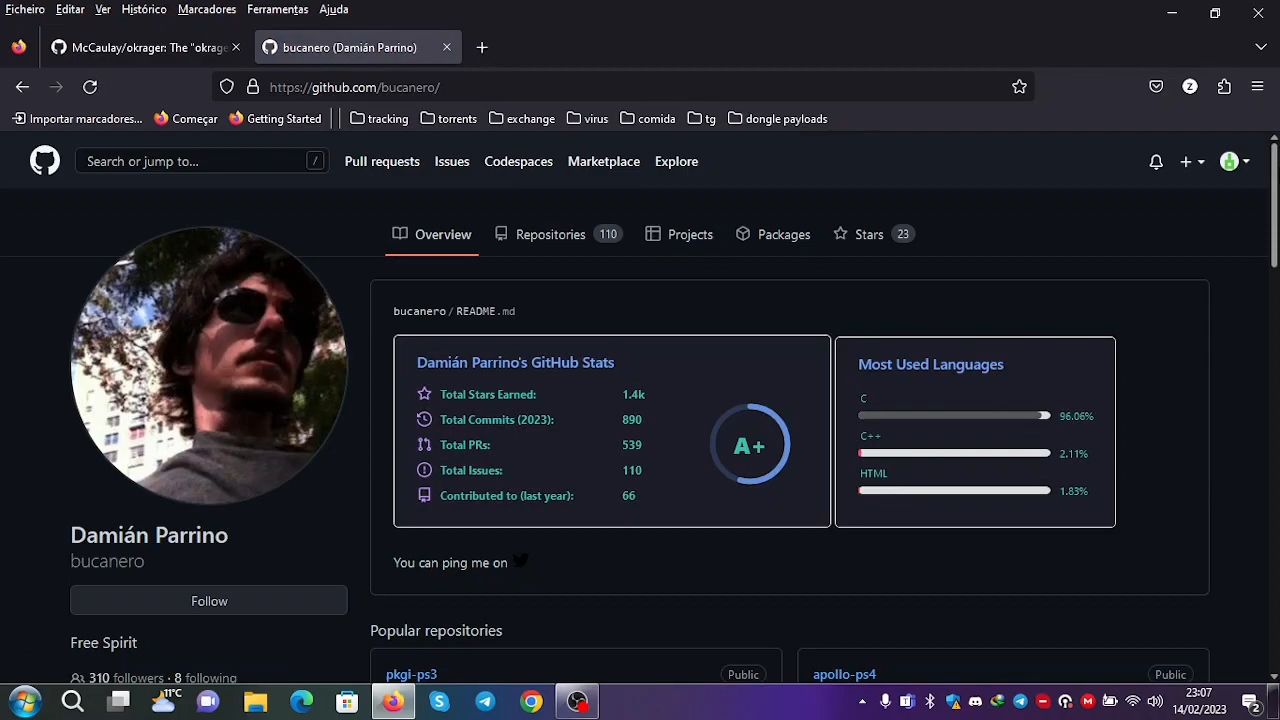 Ficheiro Editar Ver Histórico Marcadores Ferramentas Ajuda
McCaulay/okrager: The "okrage
bucanero (Damián Parrino)
https://github.com/bucanero/
Z
Importar marcadores... Começar Getting Started tracking torrents exchange virus comida tg dongle payloads
Search or jump to... / Pull requests Issues Codespaces Marketplace Explore
Overview Repositories 110 Projects Packages Stars 23
bucanero/README.md
Damián Parrino's GitHub Stats
Total Stars Earned: 1.4k
Total Commits (2023): 890
Total PRs: 539
Total Issues: 110
Contributed to (last year): 66
A+
Most Used Languages
C
96.06%
C++
2.11%
HTML
1.83%
You can ping me on
Damián Parrino
bucanero
Follow
Free Spirit
310 followers · 8 following
Popular repositories
pkgi-ps3 Public
apollo-ps4 Public
11°C
23:07
14/02/2023
2